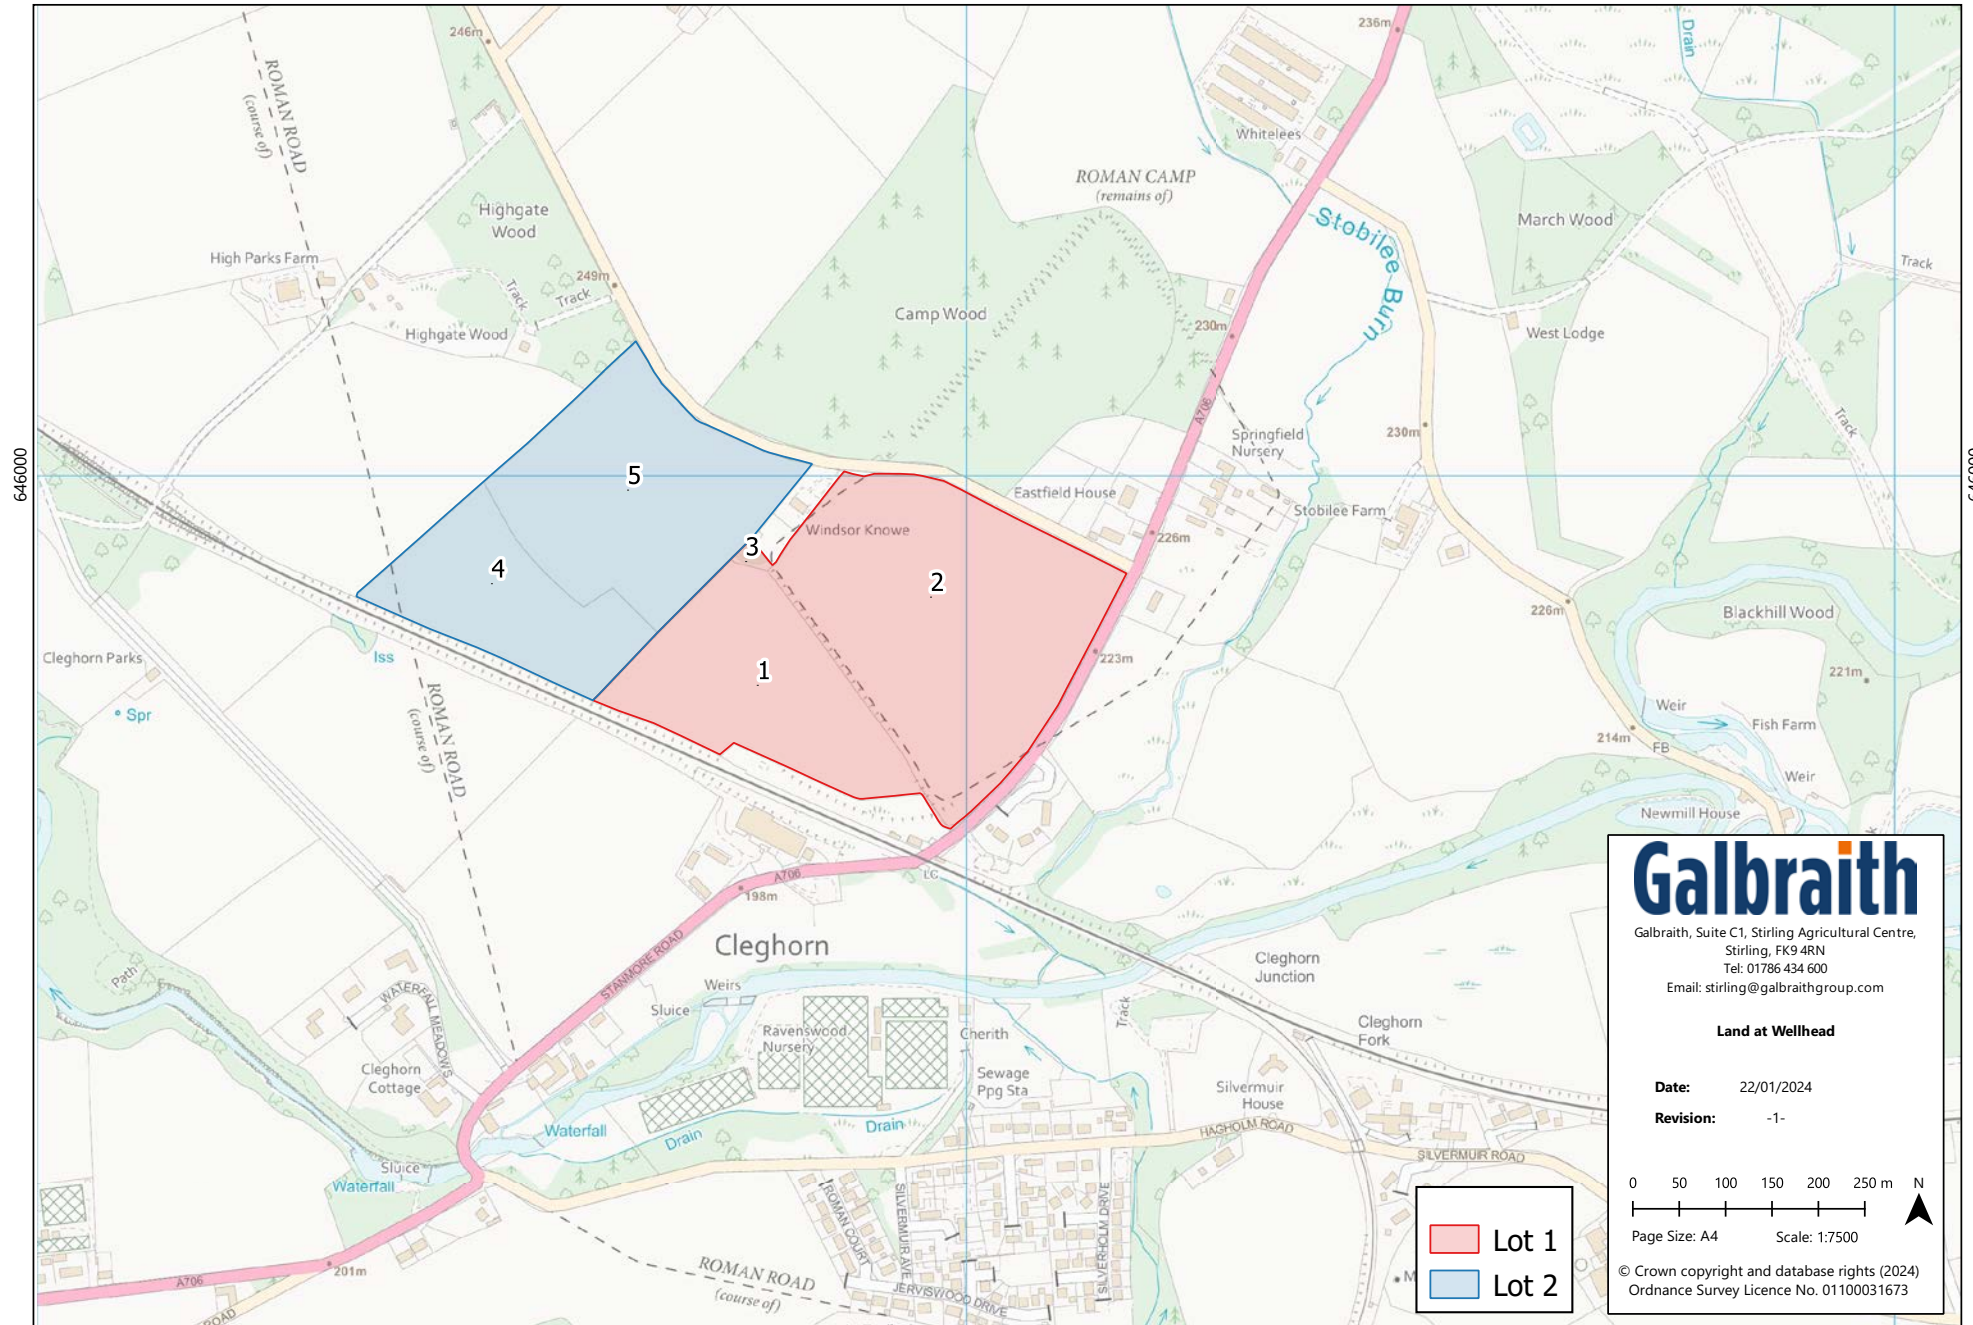 246m
236m
Drain
ROMAN ROAD
(course of)
Whitelees
ROMAN CAMP
(remains of)
Highgate
Wood
Stobilee Burn
March Wood
High Parks Farm
249m
Track
Track
Track
Camp Wood
230m
Highgate Wood
West Lodge
A706
Springfield
Nursery
230m
Track
646000
5
Eastfield House
Stobilee Farm
Windsor Knowe
226m
3
4
2
226m
Blackhill Wood
Cleghorn Parks
Iss
1
223m
221m
Spr
ROMAN ROAD
(course of)
Weir
Fish Farm
214m
FB
Weir
Newmill House
A706
LC
198m
Cleghorn
STANMORE ROAD
Cleghorn
Junction
Path
WATERFALL MEADOWS
Weirs
Sluice
Ravenswood
Nursery
Cherith
Track
Cleghorn
Fork
Cleghorn
Cottage
Sewage
Ppg Sta
Silvermuir
House
Waterfall
Drain
Drain
HAGHOLM ROAD
SILVERMUIR ROAD
Sluice
Waterfall
ROMAN COURT
SILVERMUIR AVE
SILVERHOLM DRIVE
201m
A706
ROAD
ROMAN ROAD
(course of)
JERVISWOOD DRIVE
Lot 1
Lot 2
Galbraith
Galbraith, Suite C1, Stirling Agricultural Centre,
Stirling, FK9 4RN
Tel: 01786 434 600
Email: stirling@galbraithgroup.com
Land at Wellhead
Date: 22/01/2024
Revision: -1-
0 50 100 150 200 250 m N
Page Size: A4 Scale: 1:7500
© Crown copyright and database rights (2024)
Ordnance Survey Licence No. 01100031673